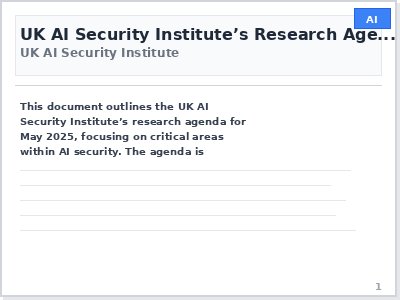 AI
UK AI Security Institute’s Research Age...
UK AI Security Institute
This document outlines the UK AI
Security Institute’s research agenda for
May 2025, focusing on critical areas
within AI security. The agenda is
1